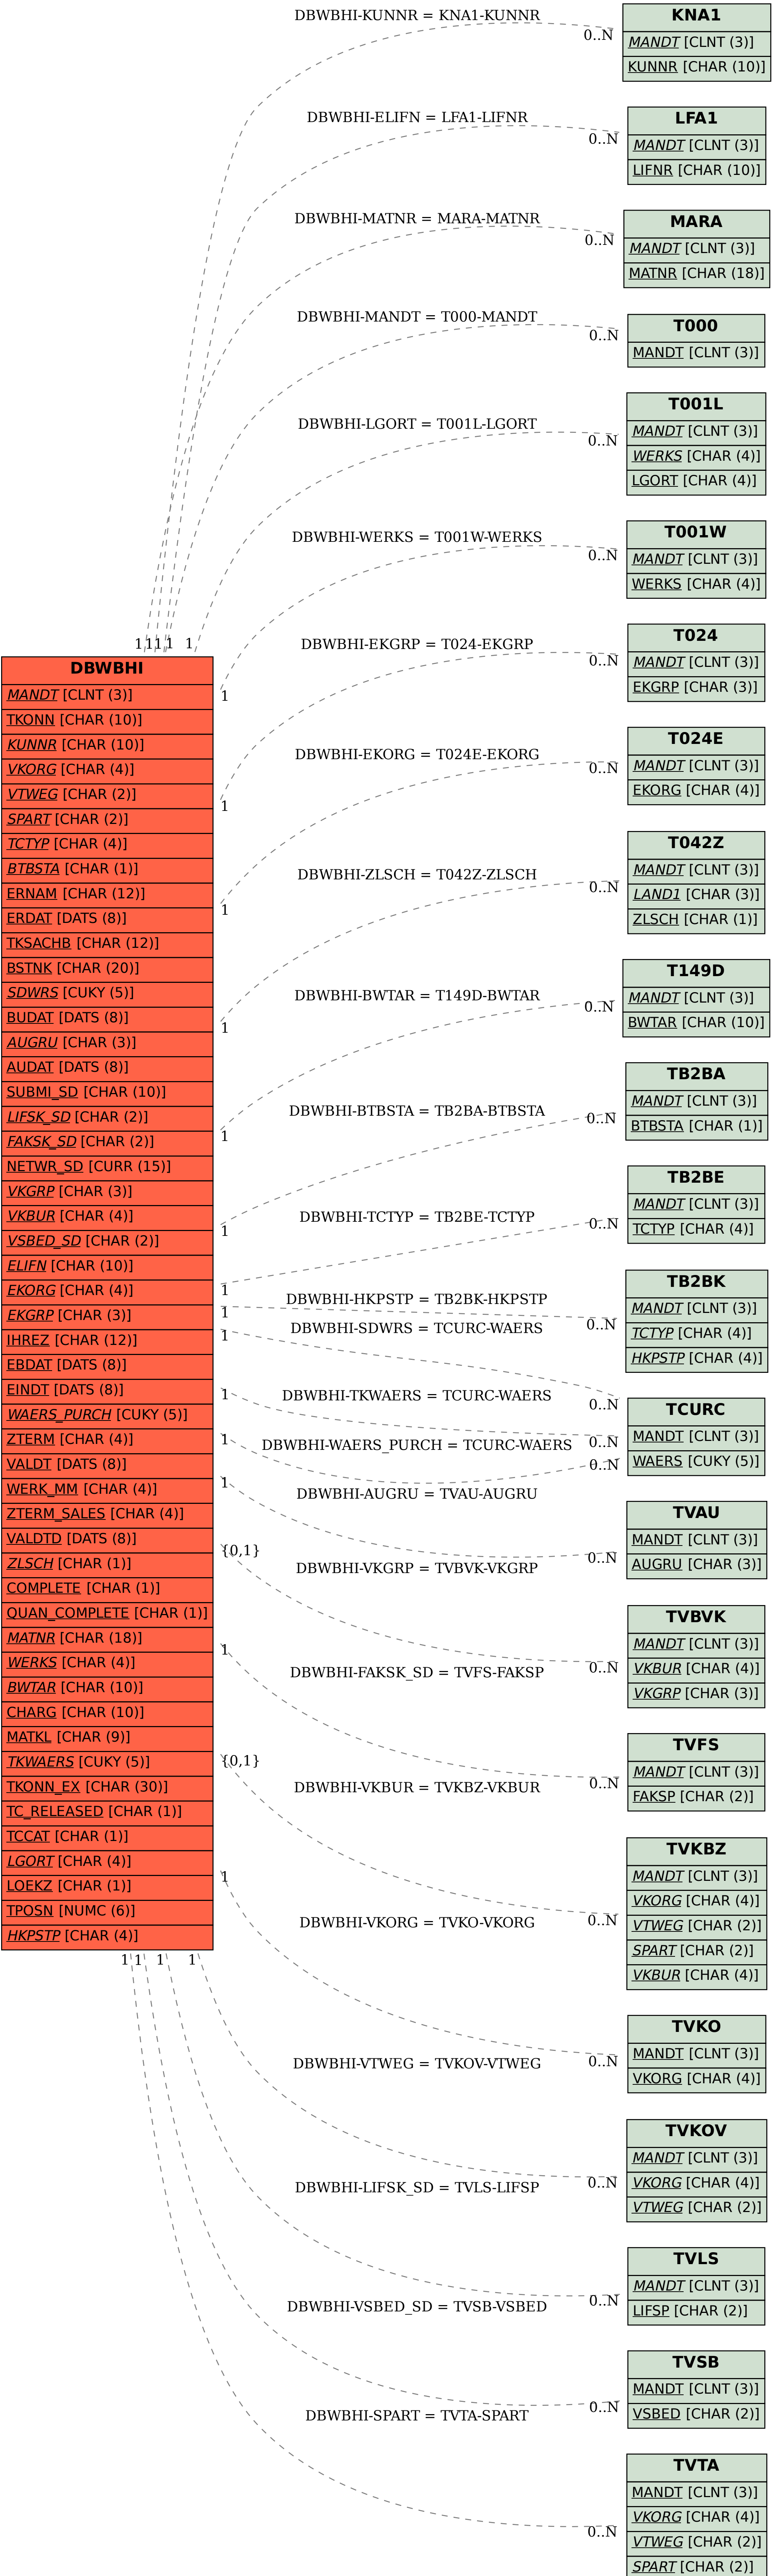 DBWBHI-KUNNR = KNA1-KUNNR
0..N
KNA1
MANDT [CLNT (3)]
KUNNR [CHAR (10)]
DBWBHI-ELIFN = LFA1-LIFNR
0..N
LFA1
MANDT [CLNT (3)]
LIFNR [CHAR (10)]
DBWBHI-MATNR = MARA-MATNR
0..N
MARA
MANDT [CLNT (3)]
MATNR [CHAR (18)]
DBWBHI-MANDT = T000-MANDT
0..N
T000
MANDT [CLNT (3)]
DBWBHI-LGORT = T001L-LGORT
0..N
T001L
MANDT [CLNT (3)]
WERKS [CHAR (4)]
LGORT [CHAR (4)]
DBWBHI-WERKS = T001W-WERKS
0..N
T001W
MANDT [CLNT (3)]
WERKS [CHAR (4)]
DBWBHI-EKGRP = T024-EKGRP
0..N
T024
MANDT [CLNT (3)]
EKGRP [CHAR (3)]
DBWBHI-EKORG = T024E-EKORG
0..N
T024E
MANDT [CLNT (3)]
EKORG [CHAR (4)]
DBWBHI-ZLSCH = T042Z-ZLSCH
0..N
T042Z
MANDT [CLNT (3)]
LAND1 [CHAR (3)]
ZLSCH [CHAR (1)]
DBWBHI-BWTAR = T149D-BWTAR
0..N
T149D
MANDT [CLNT (3)]
BWTAR [CHAR (10)]
DBWBHI-BTBSTA = TB2BA-BTBSTA
0..N
TB2BA
MANDT [CLNT (3)]
BTBSTA [CHAR (1)]
DBWBHI-TCTYP = TB2BE-TCTYP
0..N
TB2BE
MANDT [CLNT (3)]
TCTYP [CHAR (4)]
DBWBHI-HKPSTP = TB2BK-HKPSTP
0..N
TB2BK
MANDT [CLNT (3)]
TCTYP [CHAR (4)]
HKPSTP [CHAR (4)]
DBWBHI-SDWRS = TCURC-WAERS
0..N
DBWBHI-TKWAERS = TCURC-WAERS
0..N
DBWBHI-WAERS_PURCH = TCURC-WAERS
0..N
TCURC
MANDT [CLNT (3)]
WAERS [CUKY (5)]
DBWBHI-AUGRU = TVAU-AUGRU
0..N
TVAU
MANDT [CLNT (3)]
AUGRU [CHAR (3)]
DBWBHI-VKGRP = TVBVK-VKGRP
0..N
TVBVK
MANDT [CLNT (3)]
VKBUR [CHAR (4)]
VKGRP [CHAR (3)]
DBWBHI-FAKSK_SD = TVFS-FAKSP
0..N
TVFS
MANDT [CLNT (3)]
FAKSP [CHAR (2)]
DBWBHI-VKBUR = TVKBZ-VKBUR
0..N
TVKBZ
MANDT [CLNT (3)]
VKORG [CHAR (4)]
VTWEG [CHAR (2)]
SPART [CHAR (2)]
VKBUR [CHAR (4)]
DBWBHI-VKORG = TVKO-VKORG
0..N
TVKO
MANDT [CLNT (3)]
VKORG [CHAR (4)]
DBWBHI-VTWEG = TVKOV-VTWEG
0..N
TVKOV
MANDT [CLNT (3)]
VKORG [CHAR (4)]
VTWEG [CHAR (2)]
DBWBHI-LIFSK_SD = TVLS-LIFSP
0..N
TVLS
MANDT [CLNT (3)]
LIFSP [CHAR (2)]
DBWBHI-VSBED_SD = TVSB-VSBED
0..N
TVSB
MANDT [CLNT (3)]
VSBED [CHAR (2)]
DBWBHI-SPART = TVTA-SPART
0..N
TVTA
MANDT [CLNT (3)]
VKORG [CHAR (4)]
VTWEG [CHAR (2)]
SPART [CHAR (2)]
1 1 1 1 1
DBWBHI
MANDT [CLNT (3)]
TKONN [CHAR (10)]
KUNNR [CHAR (10)]
VKORG [CHAR (4)]
VTWEG [CHAR (2)]
SPART [CHAR (2)]
TCTYP [CHAR (4)]
BTBSTA [CHAR (1)]
ERNAM [CHAR (12)]
ERDAT [DATS (8)]
TKSACHB [CHAR (12)]
BSTNK [CHAR (20)]
SDWRS [CUKY (5)]
BUDAT [DATS (8)]
AUGRU [CHAR (3)]
AUDAT [DATS (8)]
SUBMI_SD [CHAR (10)]
LIFSK_SD [CHAR (2)]
FAKSK_SD [CHAR (2)]
NETWR_SD [CURR (15)]
VKGRP [CHAR (3)]
VKBUR [CHAR (4)]
VSBED_SD [CHAR (2)]
ELIFN [CHAR (10)]
EKORG [CHAR (4)]
EKGRP [CHAR (3)]
IHREZ [CHAR (12)]
EBDAT [DATS (8)]
EINDT [DATS (8)]
WAERS_PURCH [CUKY (5)]
ZTERM [CHAR (4)]
VALDT [DATS (8)]
WERK_MM [CHAR (4)]
ZTERM_SALES [CHAR (4)]
VALDTD [DATS (8)]
ZLSCH [CHAR (1)]
COMPLETE [CHAR (1)]
QUAN_COMPLETE [CHAR (1)]
MATNR [CHAR (18)]
WERKS [CHAR (4)]
BWTAR [CHAR (10)]
CHARG [CHAR (10)]
MATKL [CHAR (9)]
TKWAERS [CUKY (5)]
TKONN_EX [CHAR (30)]
TC_RELEASED [CHAR (1)]
TCCAT [CHAR (1)]
LGORT [CHAR (4)]
LOEKZ [CHAR (1)]
TPOSN [NUMC (6)]
HKPSTP [CHAR (4)]
1
1
1
1
1
1
1
1
1
1
1
1
{0,1}
1
{0,1}
1
1 1 1 1